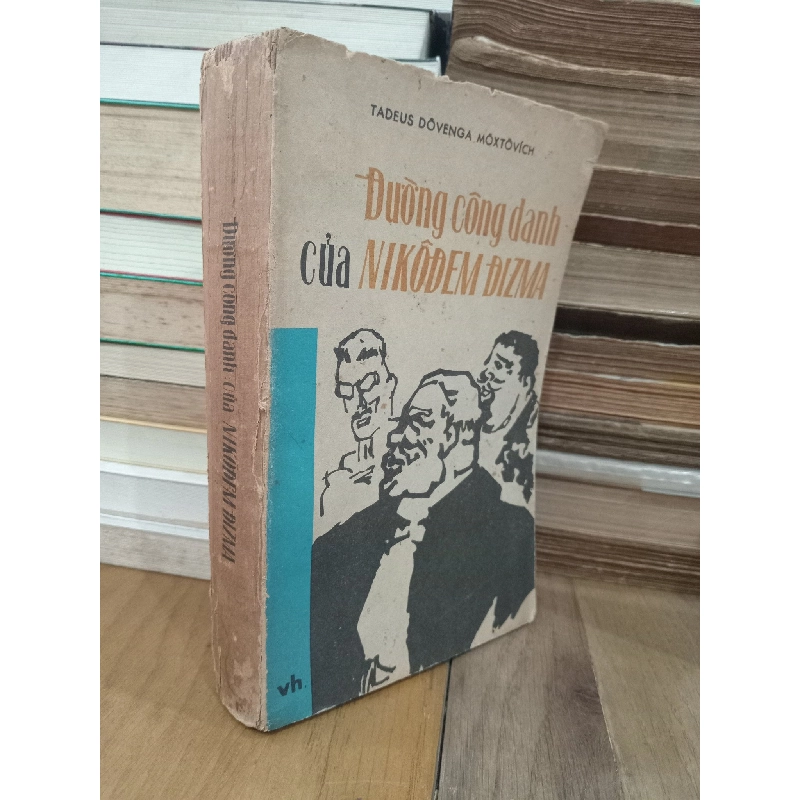 TADEUS DÔVENGA MÔXTÔVÍCH
Đường công danh
của NIKÔĐEM ĐIZMA
vh.
Đường công danh của NIKÔĐEM ĐIZMA